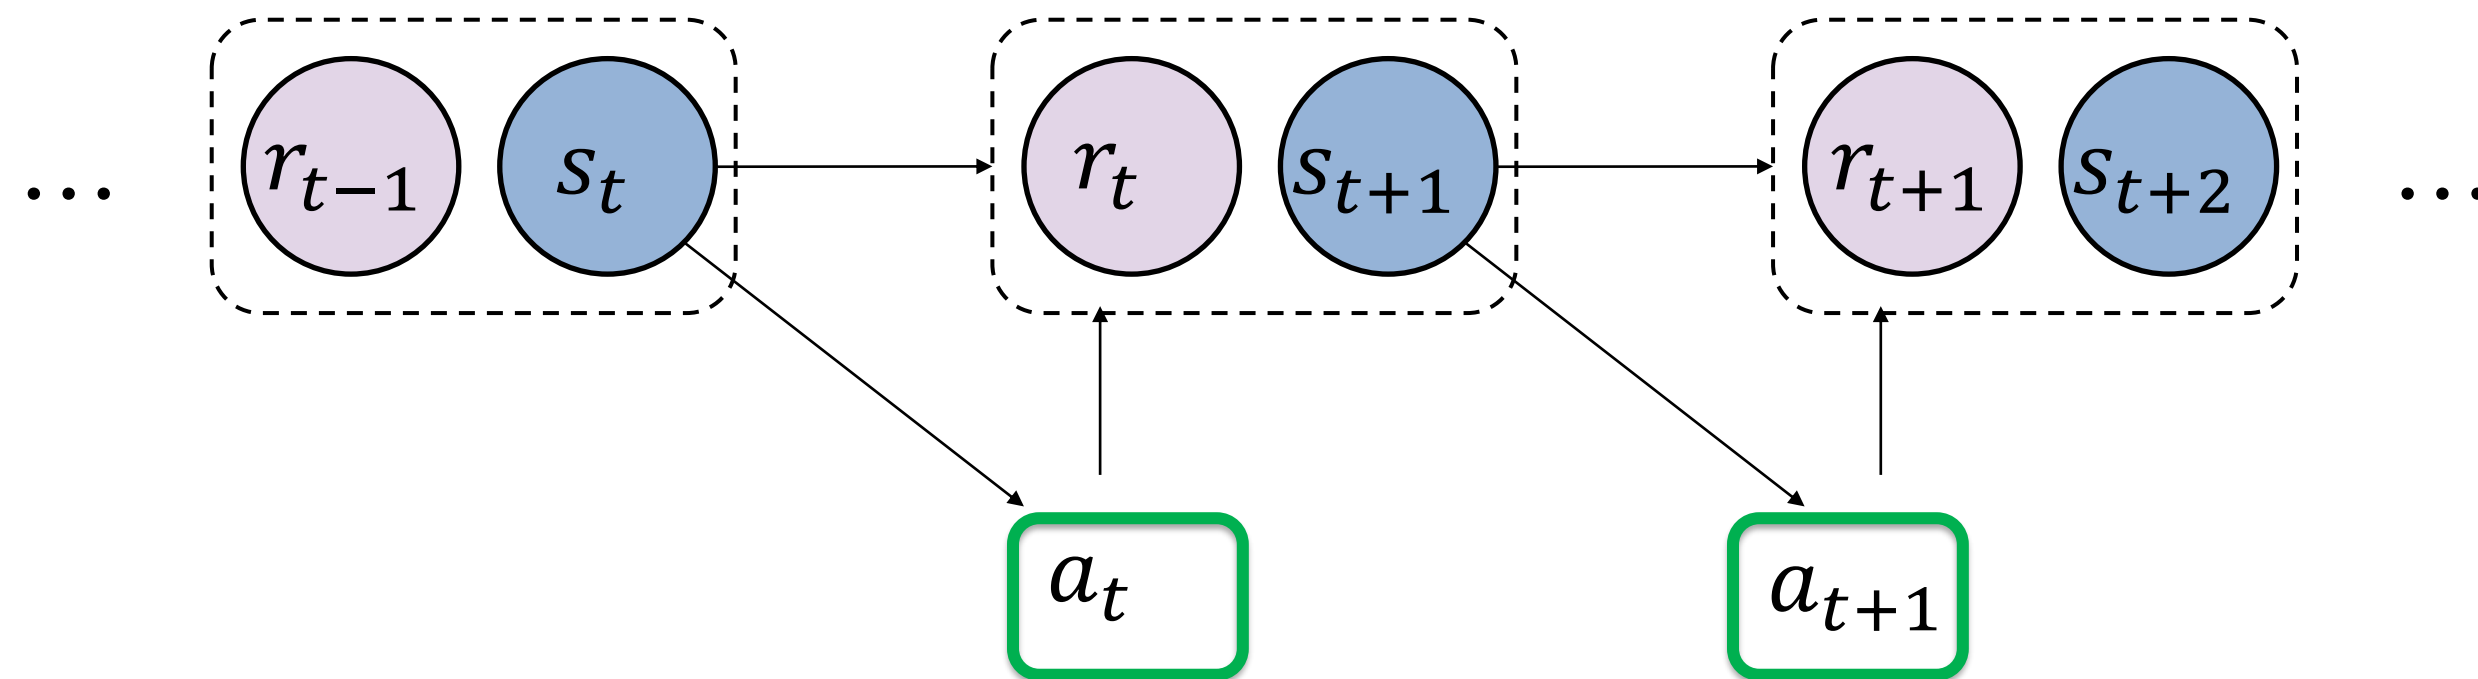 … r_{t−1} s_t r_t s_{t+1} r_{t+1} s_{t+2} …
a_t a_{t+1}